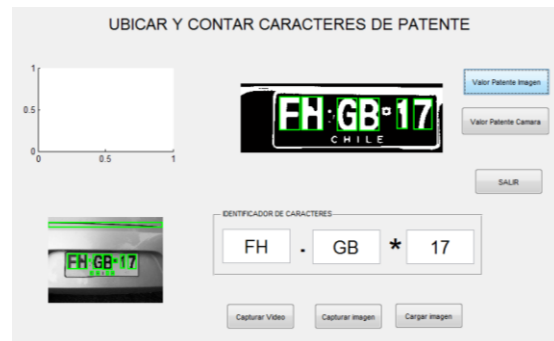 UBICAR Y CONTAR CARACTERES DE PATENTE
1
0.5
0
0 0.5 1
FH·GB·17
CHILE
Valor Patente Imagen
Valor Patente Camara
SALIR
FH·GB·17
IDENTIFICADOR DE CARACTERES
FH . GB * 17
Capturar Video
Capturar imagen
Cargar imagen